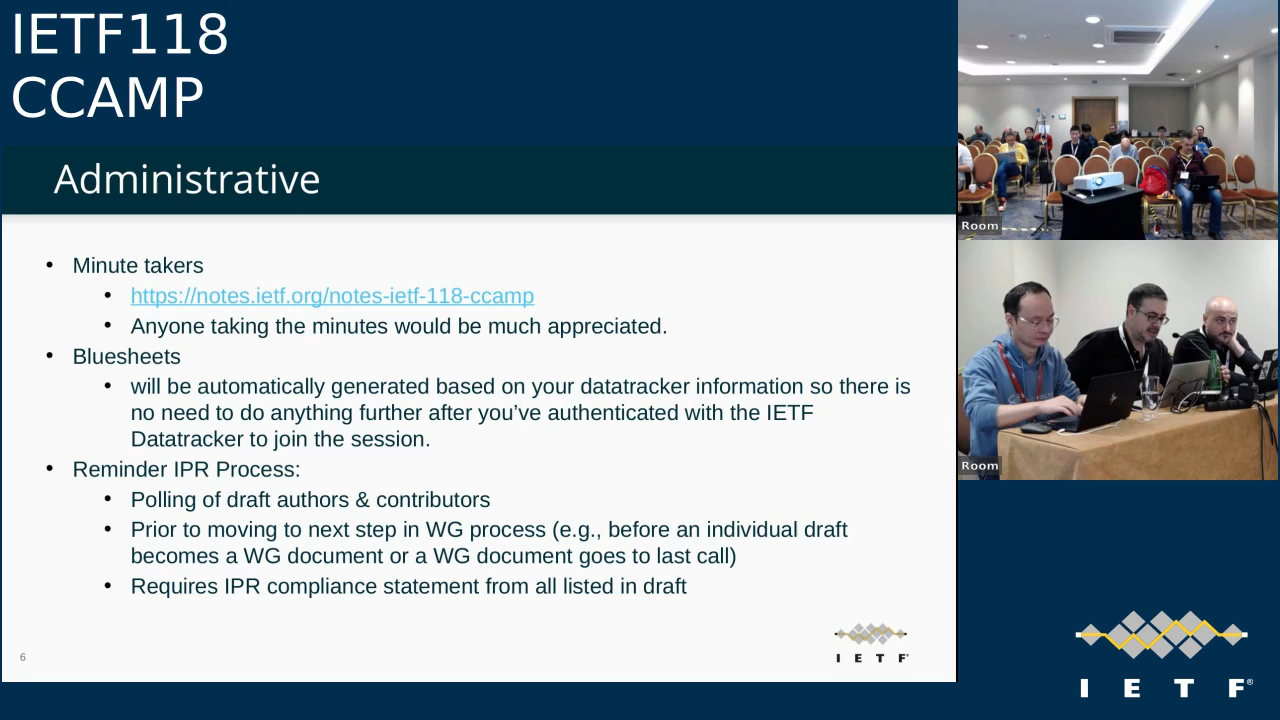 IETF118
CCAMP
Administrative
• Minute takers
• https://notes.ietf.org/notes-ietf-118-ccamp
• Anyone taking the minutes would be much appreciated.
• Bluesheets
• will be automatically generated based on your datatracker information so there is
no need to do anything further after you’ve authenticated with the IETF
Datatracker to join the session.
• Reminder IPR Process:
• Polling of draft authors & contributors
• Prior to moving to next step in WG process (e.g., before an individual draft
becomes a WG document or a WG document goes to last call)
• Requires IPR compliance statement from all listed in draft
6
I E T F®
Room
Room
I E T F®